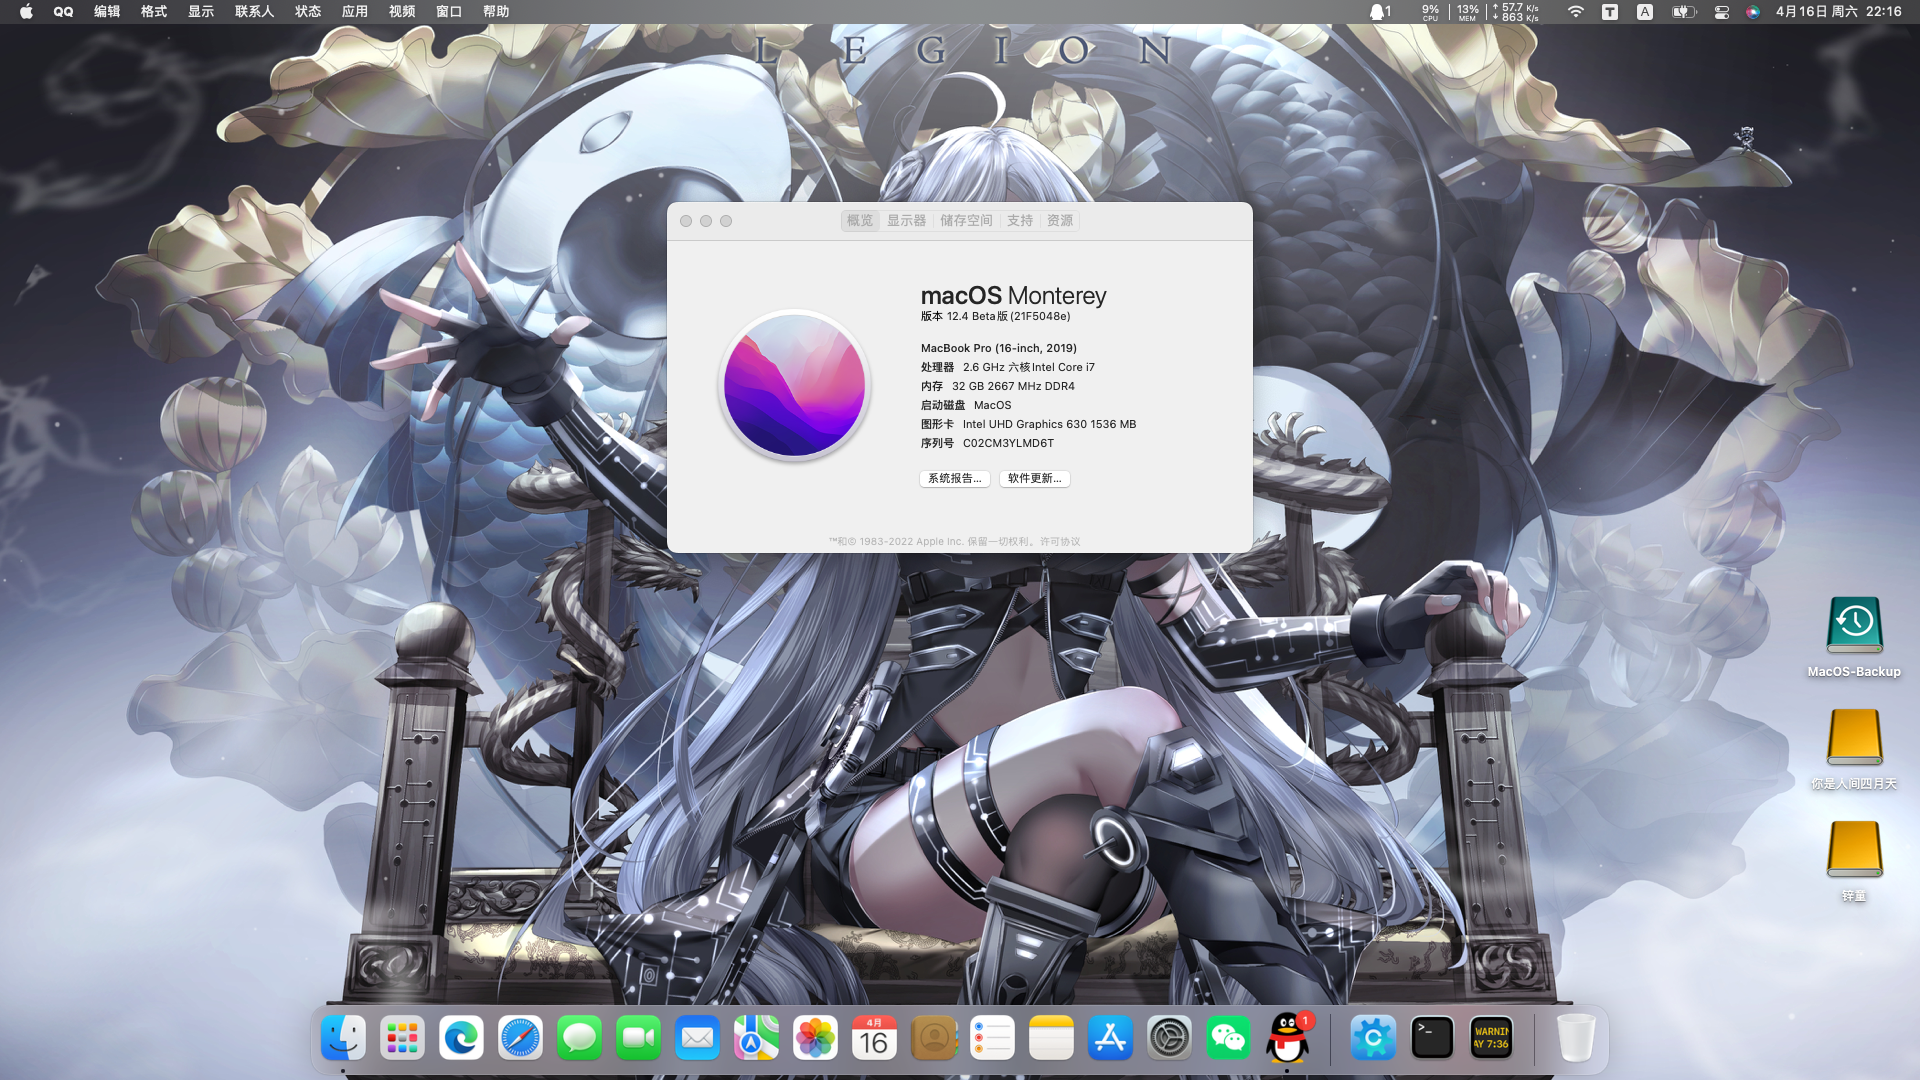 QQ 编辑 格式 显示 联系人 状态 应用 视频 窗口 帮助
1 9% CPU 13% MEM ↑ 57.7 K/s ↓ 863 K/s T A 4月16日 周六 22:16
LEGION
概览 显示器 储存空间 支持 资源
macOS Monterey
版本 12.4 Beta版 (21F5048e)
MacBook Pro (16-inch, 2019)
处理器 2.6 GHz 六核Intel Core i7
内存 32 GB 2667 MHz DDR4
启动磁盘 MacOS
图形卡 Intel UHD Graphics 630 1536 MB
序列号 C02CM3YLMD6T
系统报告... 软件更新...
™和© 1983-2022 Apple Inc. 保留一切权利。许可协议
MacOS-Backup
你是人间四月天
锌童
4月
16
1
>_
WARNIN
AY 7:36